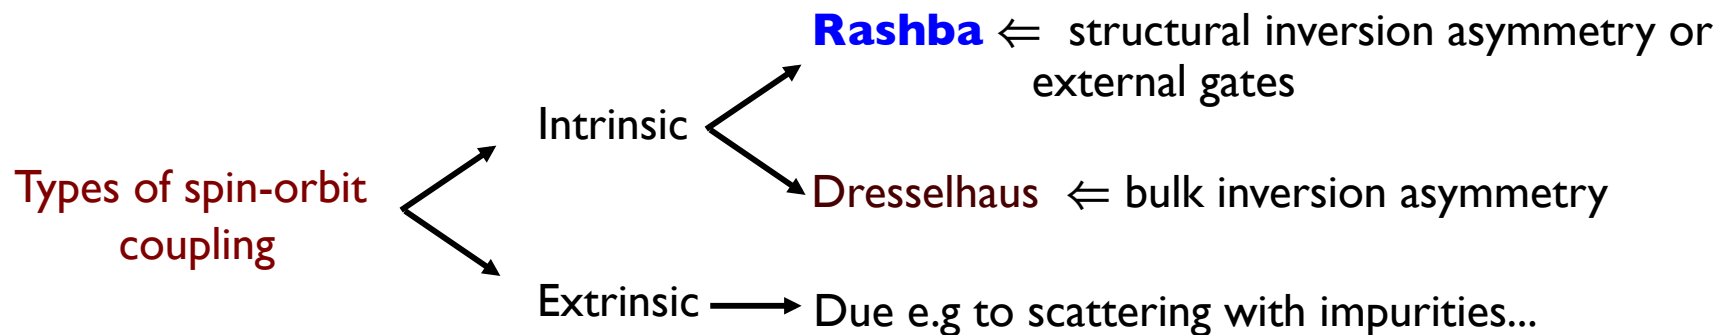 Rashba ⇐ structural inversion asymmetry or
external gates
Intrinsic
Types of spin-orbit
coupling
Dresselhaus ⇐ bulk inversion asymmetry
Extrinsic
Due e.g to scattering with impurities...